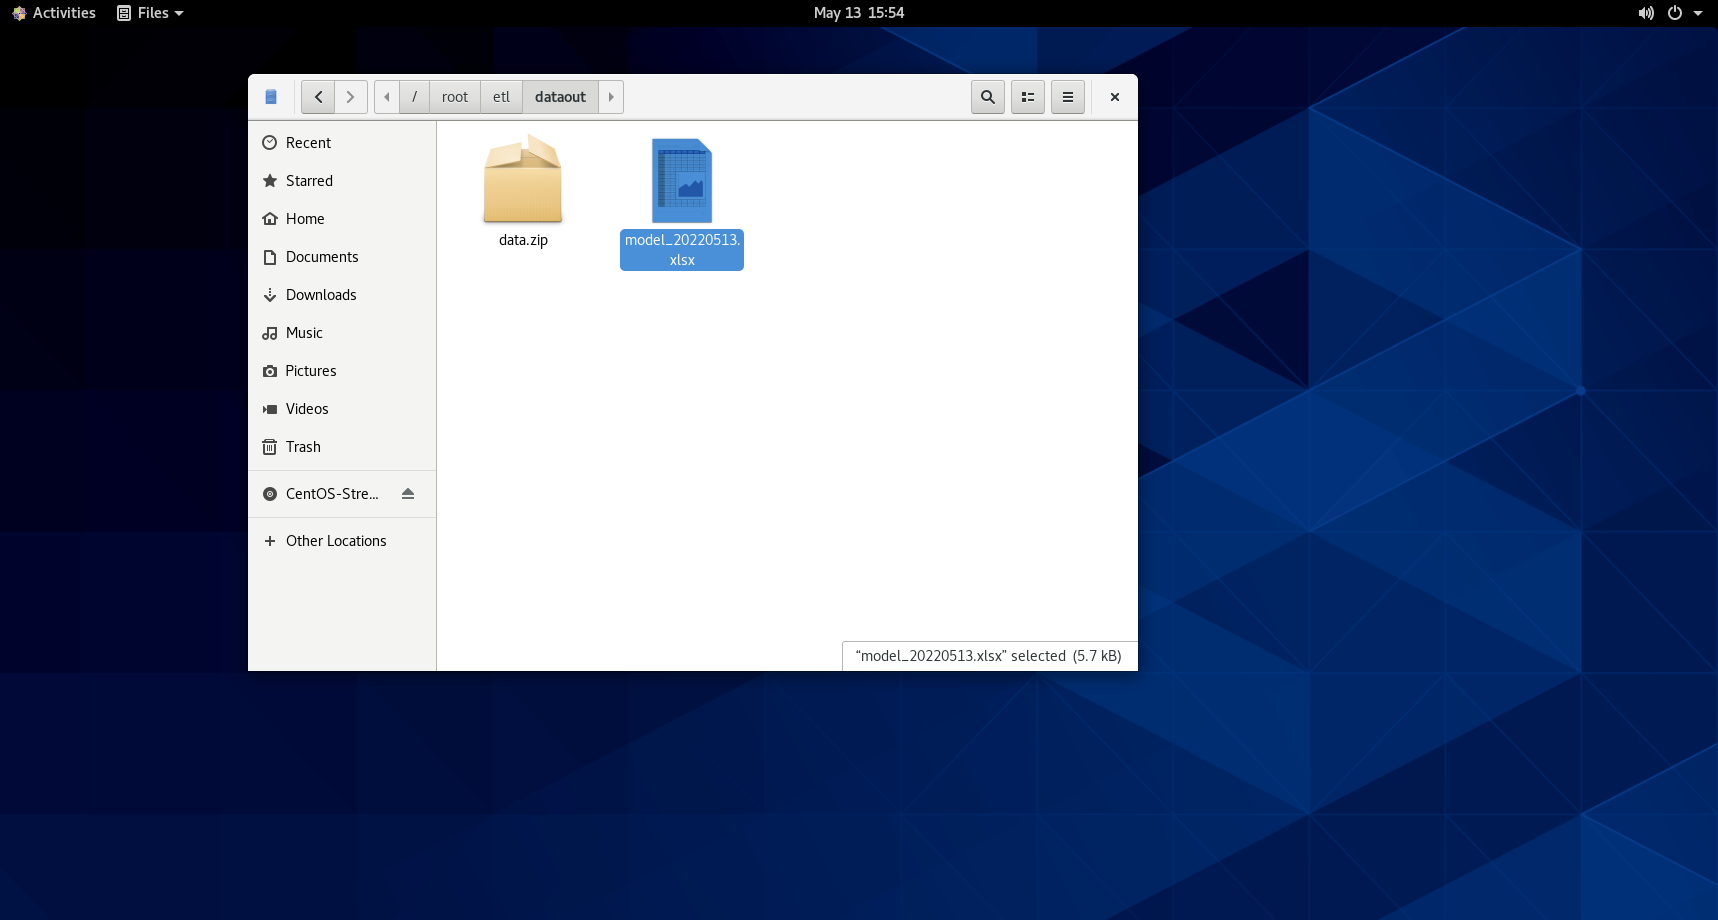 Activities Files May 13 15:54
/ root etl dataout
Recent
Starred
Home
Documents
Downloads
Music
Pictures
Videos
Trash
CentOS-Stre...
Other Locations
data.zip
model_20220513.
xlsx
“model_20220513.xlsx” selected (5.7 kB)